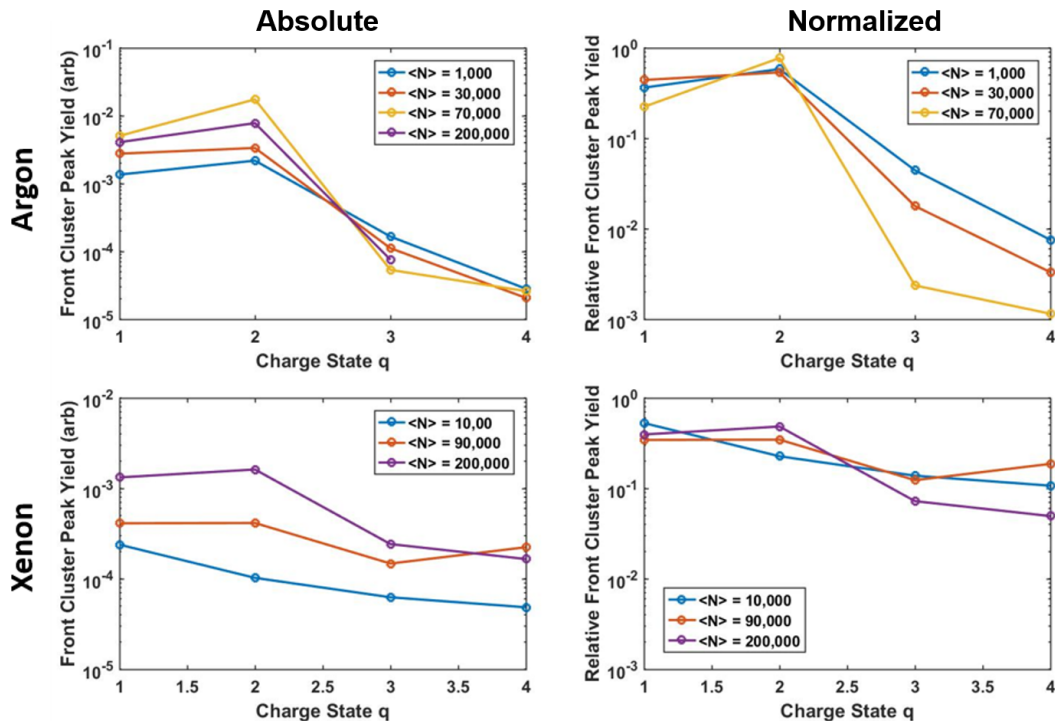 Absolute
Normalized
Argon
Xenon
Front Cluster Peak Yield (arb)
10^-1
10^-2
10^-3
10^-4
10^-5
1 2 3 4
Charge State q
<N> = 1,000
<N> = 30,000
<N> = 70,000
<N> = 200,000
Relative Front Cluster Peak Yield
10^0
10^-1
10^-2
10^-3
1 2 3 4
Charge State q
<N> = 1,000
<N> = 30,000
<N> = 70,000
Front Cluster Peak Yield (arb)
10^-2
10^-3
10^-4
10^-5
1 1.5 2 2.5 3 3.5 4
Charge State q
<N> = 10,00
<N> = 90,000
<N> = 200,000
Relative Front Cluster Peak Yield
10^0
10^-1
10^-2
10^-3
1 1.5 2 2.5 3 3.5 4
Charge State q
<N> = 10,000
<N> = 90,000
<N> = 200,000